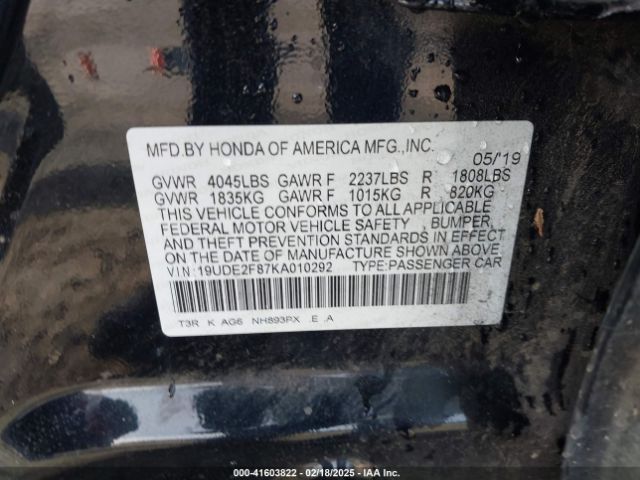 MFD.BY HONDA OF AMERICA MFG.,INC.
05/'19
GVWR 4045LBS GAWR F 2237LBS R 1808LBS
GVWR 1835KG GAWR F 1015KG R 820KG
THIS VEHICLE CONFORMS TO ALL APPLICABLE
FEDERAL MOTOR VEHICLE SAFETY , BUMPER,
AND THEFT PREVENTION STANDARDS IN EFFECT
ON THE DATE OF MANUFACTURE SHOWN ABOVE.
VIN:19UDE2F87KA010292 TYPE:PASSENGER CAR
T3R K AG6 NH893PX .E .A
000-41603822 - 02/18/2025 - IAA Inc.